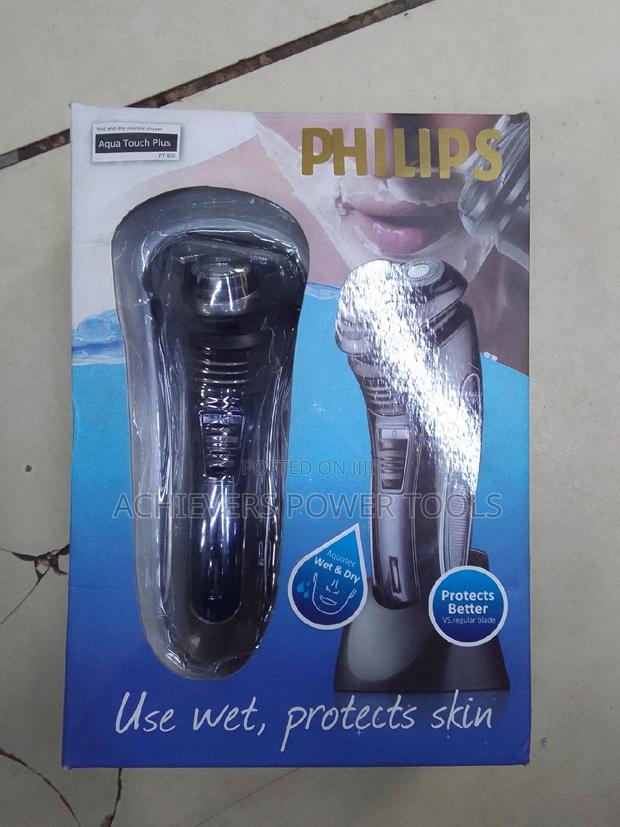 Wet and dry electric shaver
Aqua Touch Plus
PT-800
PHILIPS
POSTED ON JIJI
ACHIEVERS POWER TOOLS
Aquatec
Wet & Dry
Protects
Better
VS.regular blade
Use wet, protects skin